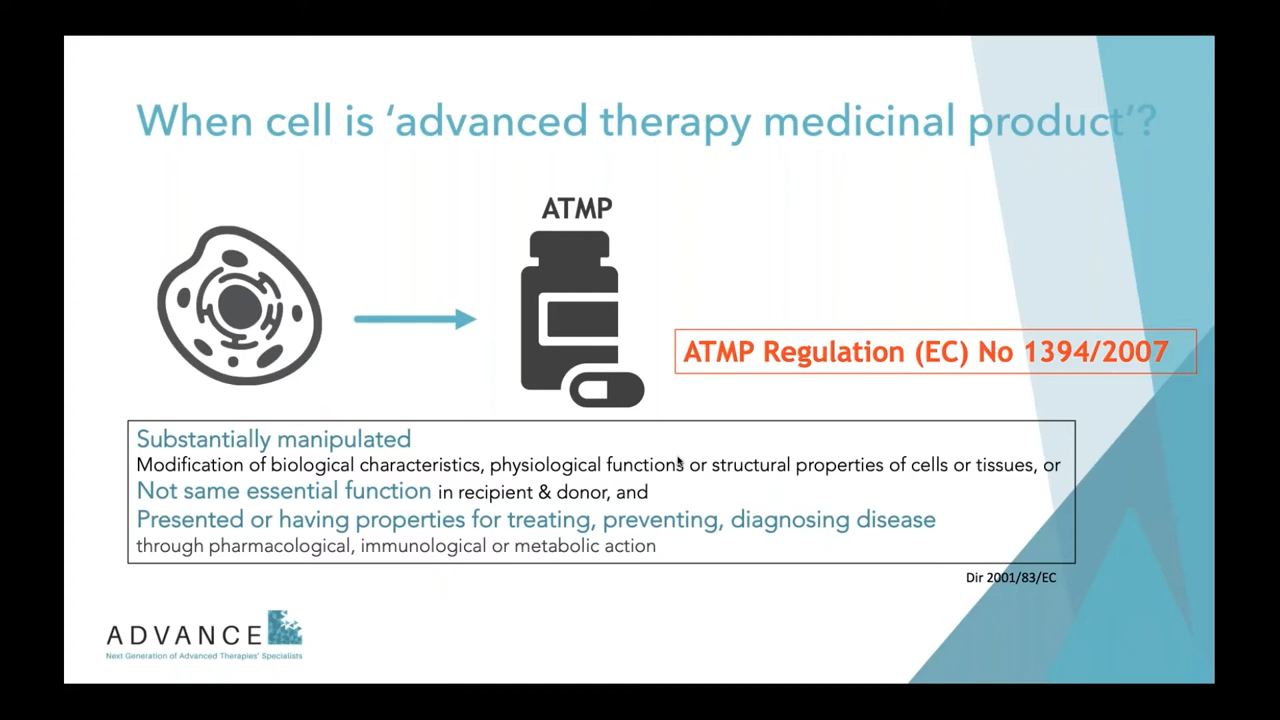 When cell is ‘advanced therapy medicinal product’?
ATMP
ATMP Regulation (EC) No 1394/2007
Substantially manipulated
Modification of biological characteristics, physiological functions or structural properties of cells or tissues, or
Not same essential function in recipient & donor, and
Presented or having properties for treating, preventing, diagnosing disease
through pharmacological, immunological or metabolic action
Dir 2001/83/EC
ADVANCE
Next Generation of Advanced Therapies' Specialists